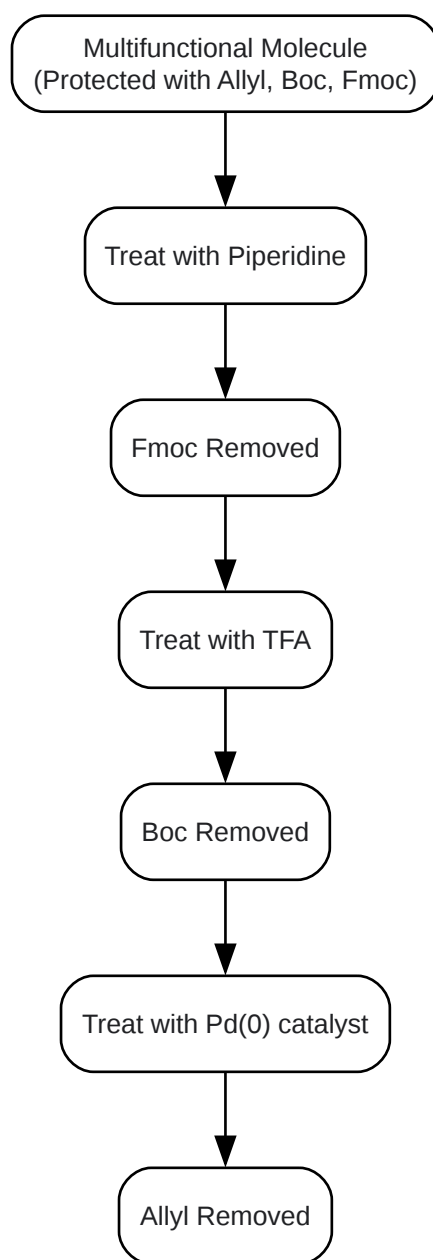 Multifunctional Molecule
(Protected with Allyl, Boc, Fmoc)
Treat with Piperidine
Fmoc Removed
Treat with TFA
Boc Removed
Treat with Pd(0) catalyst
Allyl Removed